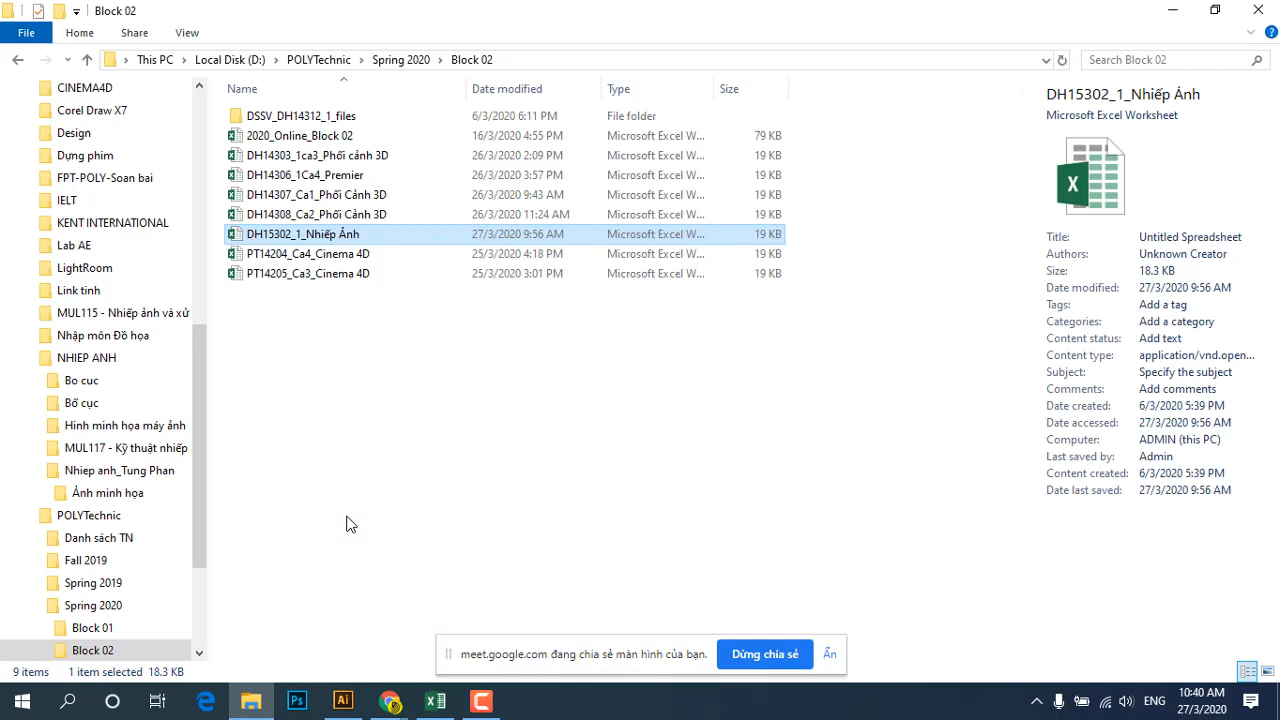 Block 02
File Home Share View
This PC Local Disk (D:) POLYTechnic Spring 2020 Block 02 Search Block 02
Name Date modified Type Size
DSSV_DH14312_1_files 6/3/2020 6:11 PM File folder
2020_Online_Block 02 16/3/2020 4:55 PM Microsoft Excel W... 79 KB
DH14303_1ca3_Phối cảnh 3D 26/3/2020 2:09 PM Microsoft Excel W... 19 KB
DH14306_1Ca4_Premier 26/3/2020 3:57 PM Microsoft Excel W... 19 KB
DH14307_Ca1_Phối Cảnh 3D 26/3/2020 9:43 AM Microsoft Excel W... 19 KB
DH14308_Ca2_Phối Cảnh 3D 26/3/2020 11:24 AM Microsoft Excel W... 19 KB
DH15302_1_Nhiếp Ảnh 27/3/2020 9:56 AM Microsoft Excel W... 19 KB
PT14204_Ca4_Cinema 4D 25/3/2020 4:18 PM Microsoft Excel W... 19 KB
PT14205_Ca3_Cinema 4D 25/3/2020 3:01 PM Microsoft Excel W... 19 KB
CINEMA4D
Corel Draw X7
Design
Dựng phim
FPT-POLY-Soan bai
IELT
KENT INTERNATIONAL
Lab AE
LightRoom
Link tinh
MUL115 - Nhiếp ảnh và xử
Nhập môn Đồ họa
NHIEP ANH
Bo cuc
Bố cục
Hinh minh họa máy ảnh
MUL117 - Kỹ thuật nhiếp
Nhiep anh_Tung Phan
Ảnh minh họa
POLYTechnic
Danh sách TN
Fall 2019
Spring 2019
Spring 2020
Block 01
Block 02
DH15302_1_Nhiếp Ảnh
Microsoft Excel Worksheet
Title: Untitled Spreadsheet
Authors: Unknown Creator
Size: 18.3 KB
Date modified: 27/3/2020 9:56 AM
Tags: Add a tag
Categories: Add a category
Content status: Add text
Content type: application/vnd.open...
Subject: Specify the subject
Comments: Add comments
Date created: 6/3/2020 5:39 PM
Date accessed: 27/3/2020 9:56 AM
Computer: ADMIN (this PC)
Last saved by: Admin
Content created: 6/3/2020 5:39 PM
Date last saved: 27/3/2020 9:56 AM
meet.google.com đang chia sẻ màn hình của bạn. Dừng chia sẻ Ẩn
9 items 1 item selected 18.3 KB
Ps Ai ENG 10:40 AM
27/3/2020